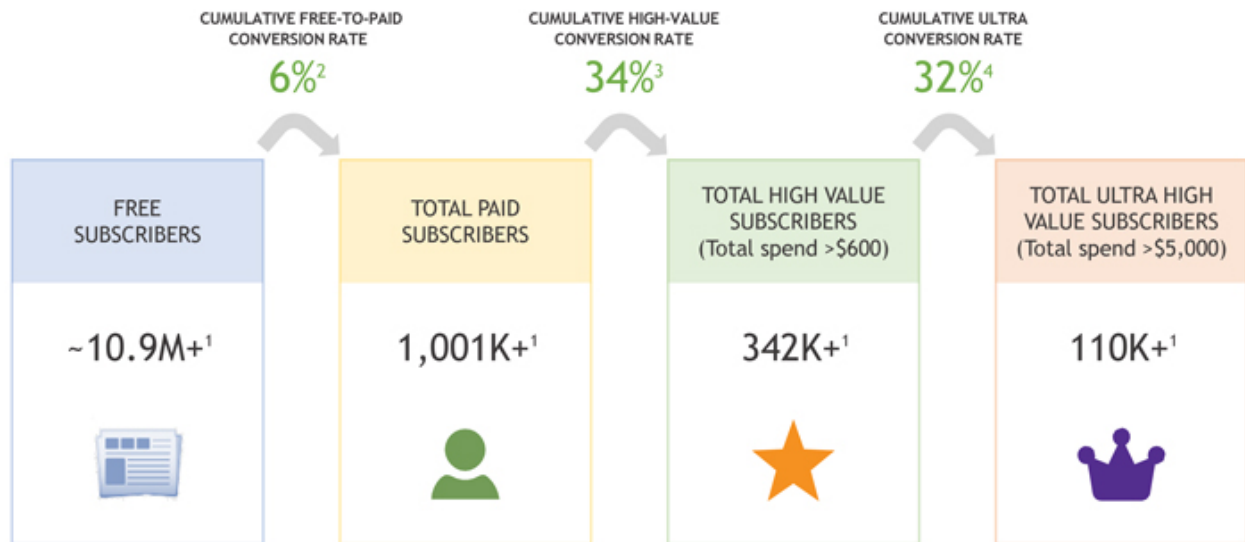 CUMULATIVE FREE-TO-PAID
CONVERSION RATE
6%²
CUMULATIVE HIGH-VALUE
CONVERSION RATE
34%³
CUMULATIVE ULTRA
CONVERSION RATE
32%⁴
FREE
SUBSCRIBERS
~10.9M+¹
TOTAL PAID
SUBSCRIBERS
1,001K+¹
TOTAL HIGH VALUE
SUBSCRIBERS
(Total spend >$600)
342K+¹
TOTAL ULTRA HIGH
VALUE SUBSCRIBERS
(Total spend >$5,000)
110K+¹